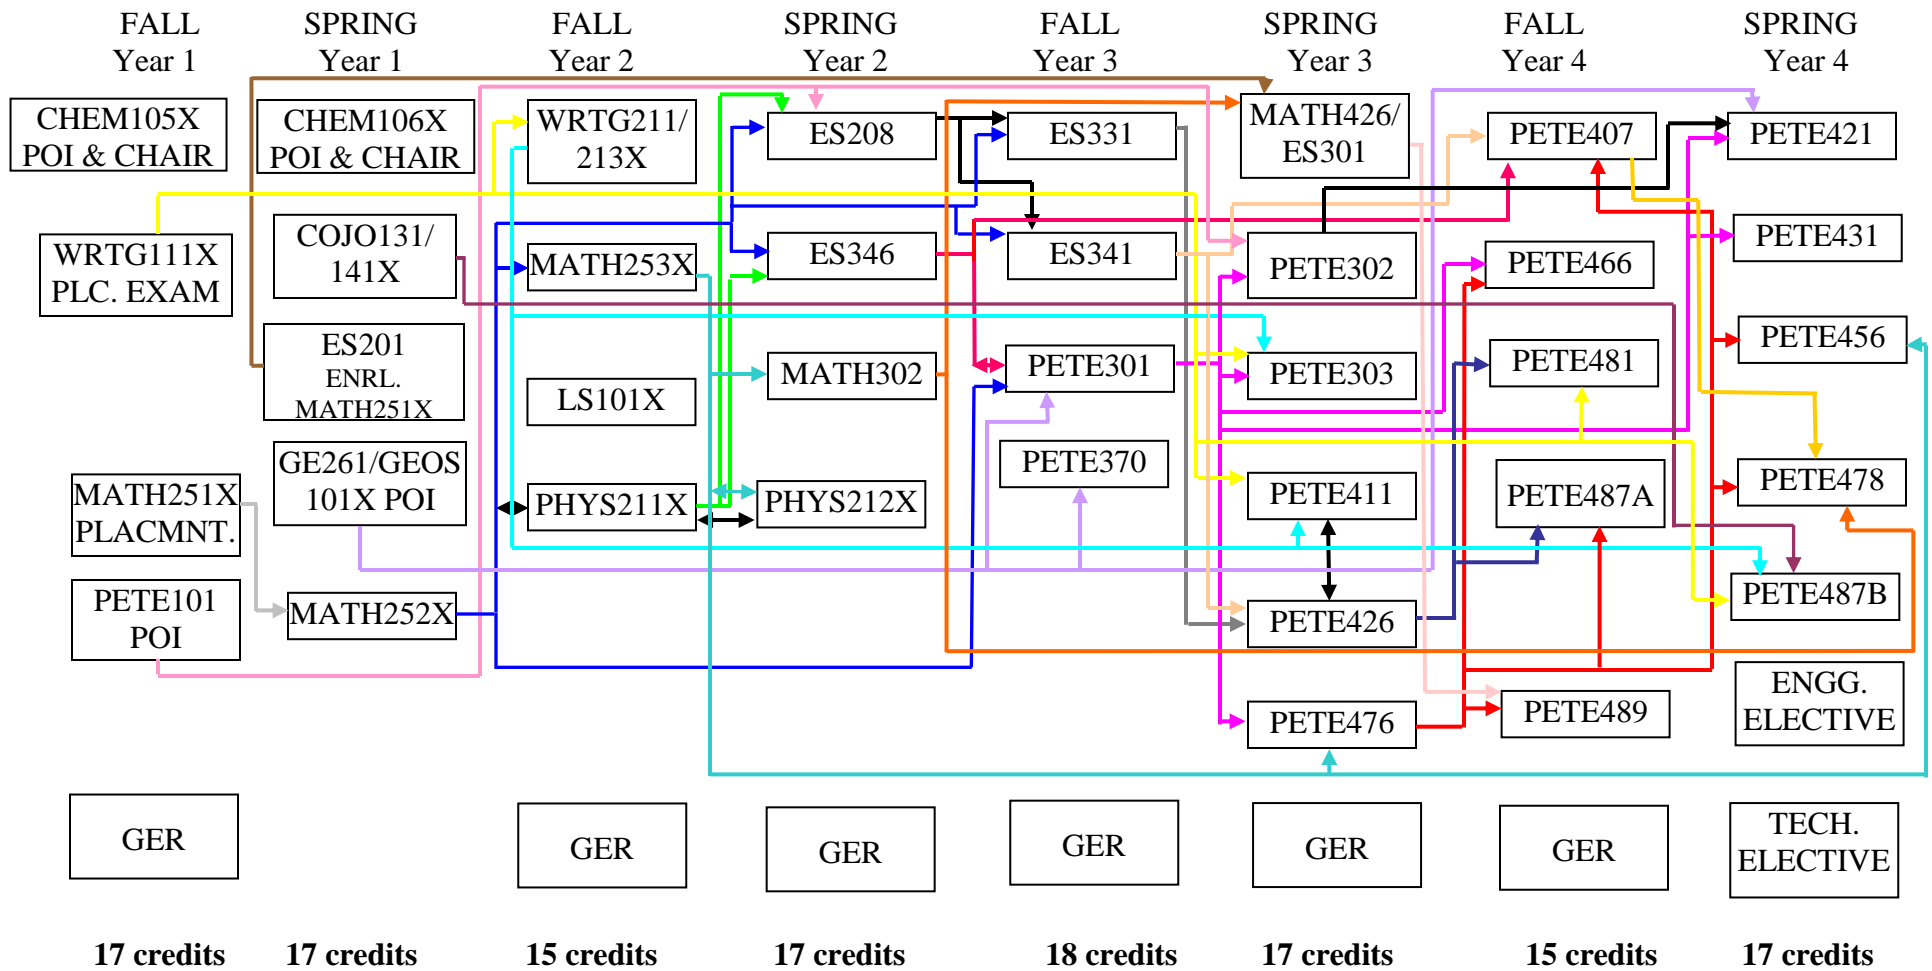 FALL
Year 1
SPRING
Year 1
FALL
Year 2
SPRING
Year 2
FALL
Year 3
SPRING
Year 3
FALL
Year 4
SPRING
Year 4
CHEM105X
POI & CHAIR
WRTG111X
PLC. EXAM
MATH251X
PLACMNT.
PETE101
POI
GER
17 credits
CHEM106X
POI & CHAIR
COJO131/
141X
ES201
ENRL.
MATH251X
GE261/GEOS
101X POI
MATH252X
17 credits
WRTG211/
213X
MATH253X
LS101X
PHYS211X
GER
15 credits
ES208
ES346
MATH302
PHYS212X
GER
17 credits
ES331
ES341
PETE301
PETE370
GER
18 credits
MATH426/
ES301
PETE302
PETE303
PETE411
PETE426
PETE476
GER
17 credits
PETE407
PETE466
PETE481
PETE487A
PETE489
GER
15 credits
PETE421
PETE431
PETE456
PETE478
PETE487B
ENGG.
ELECTIVE
TECH.
ELECTIVE
17 credits